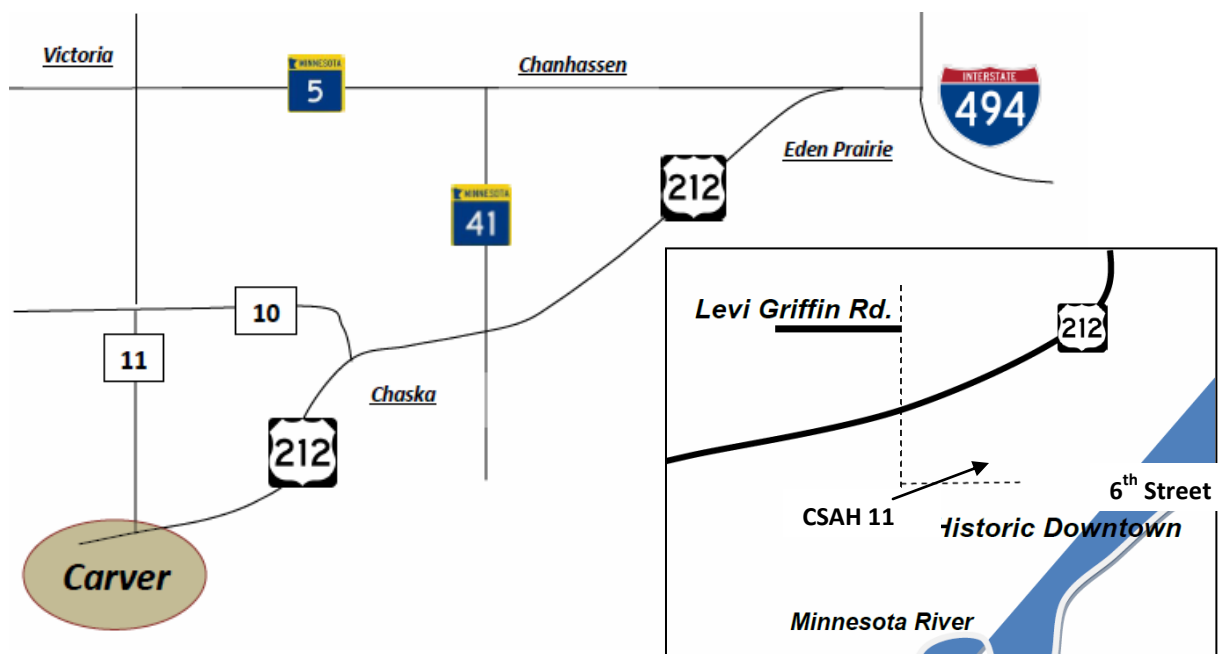 Victoria
MINNESOTA
5
Chanhassen
INTERSTATE
494
Eden Prairie
212
MINNESOTA
41
10
11
Chaska
212
Carver
Levi Griffin Rd.
212
6th Street
CSAH 11
Historic Downtown
Minnesota River